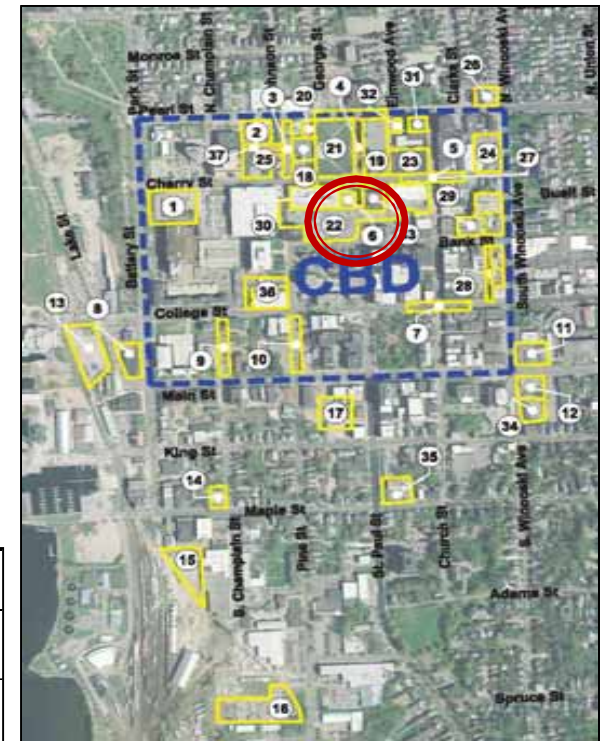 Monroe St
Park St
N. Champlain St
Johnson St
George St
Elmwood Ave
Clarke St
N. Winooski Ave
N. Union St
Pearl St
26
31
32
4
20
3
2
37
25
21
18
19
23
5
24
27
Cherry St
1
30
22
6
3
29
Buell St
Bank St
South Winooski Ave
CBD
28
36
Lake St
Battery St
13
8
College St
9
10
7
11
Main St
17
34
12
King St
14
35
Maple St
S. Winooski Ave
S. Champlain St
Pine St
St. Paul St
Church St
15
Adams St
16
Spruce St